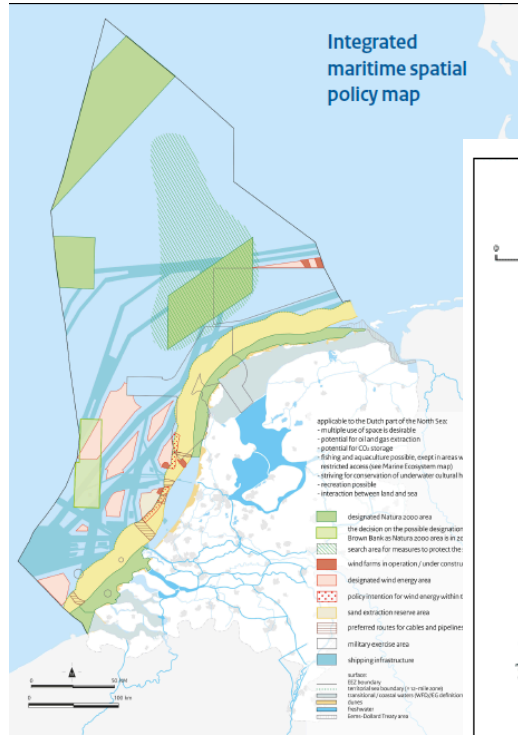 Integrated
maritime spatial
policy map
applicable to the Dutch part of the North Sea:
- multiple use of space is desirable
- potential for oil and gas extraction
- potential for CO₂ storage
- fishing and aquaculture possible, exept in areas w
restricted access (see Marine Ecosystem map)
- striving for conservation of underwater cultural h
- recreation possible
- interaction between land and sea
designated Natura 2000 area
the decision on the possible designation
Brown Bank as Natura 2000 area is in 20
search area for measures to protect the
wind farms in operation / under constru
designated wind energy area
policy intention for wind energy within t
sand extraction reserve area
preferred routes for cables and pipelines
military exercise area
shipping infrastructure
surface:
EEZ boundary
territorial sea boundary (= 12-mile zone)
transitional / coastal waters (WFD/JEG definition
dunes
freshwater
Eems-Dollard Treaty area
0 50 NM
0 100 km
0